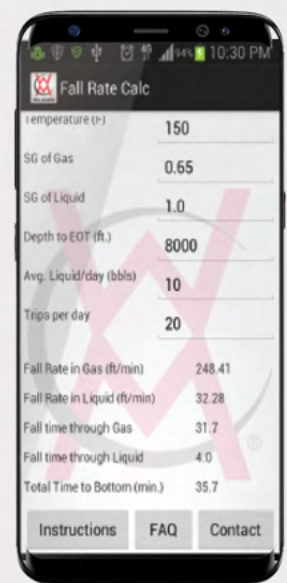 94% 10:30 PM
Fall Rate Calc
Temperature (F) 150
SG of Gas 0.65
SG of Liquid 1.0
Depth to EOT (ft.) 8000
Avg. Liquid/day (bbls) 10
Trips per day 20
Fall Rate in Gas (ft/min) 248.41
Fall Rate in Liquid (ft/min) 32.28
Fall time through Gas 31.7
Fall time through Liquid 4.0
Total Time to Bottom (min.) 35.7
®
Instructions FAQ Contact